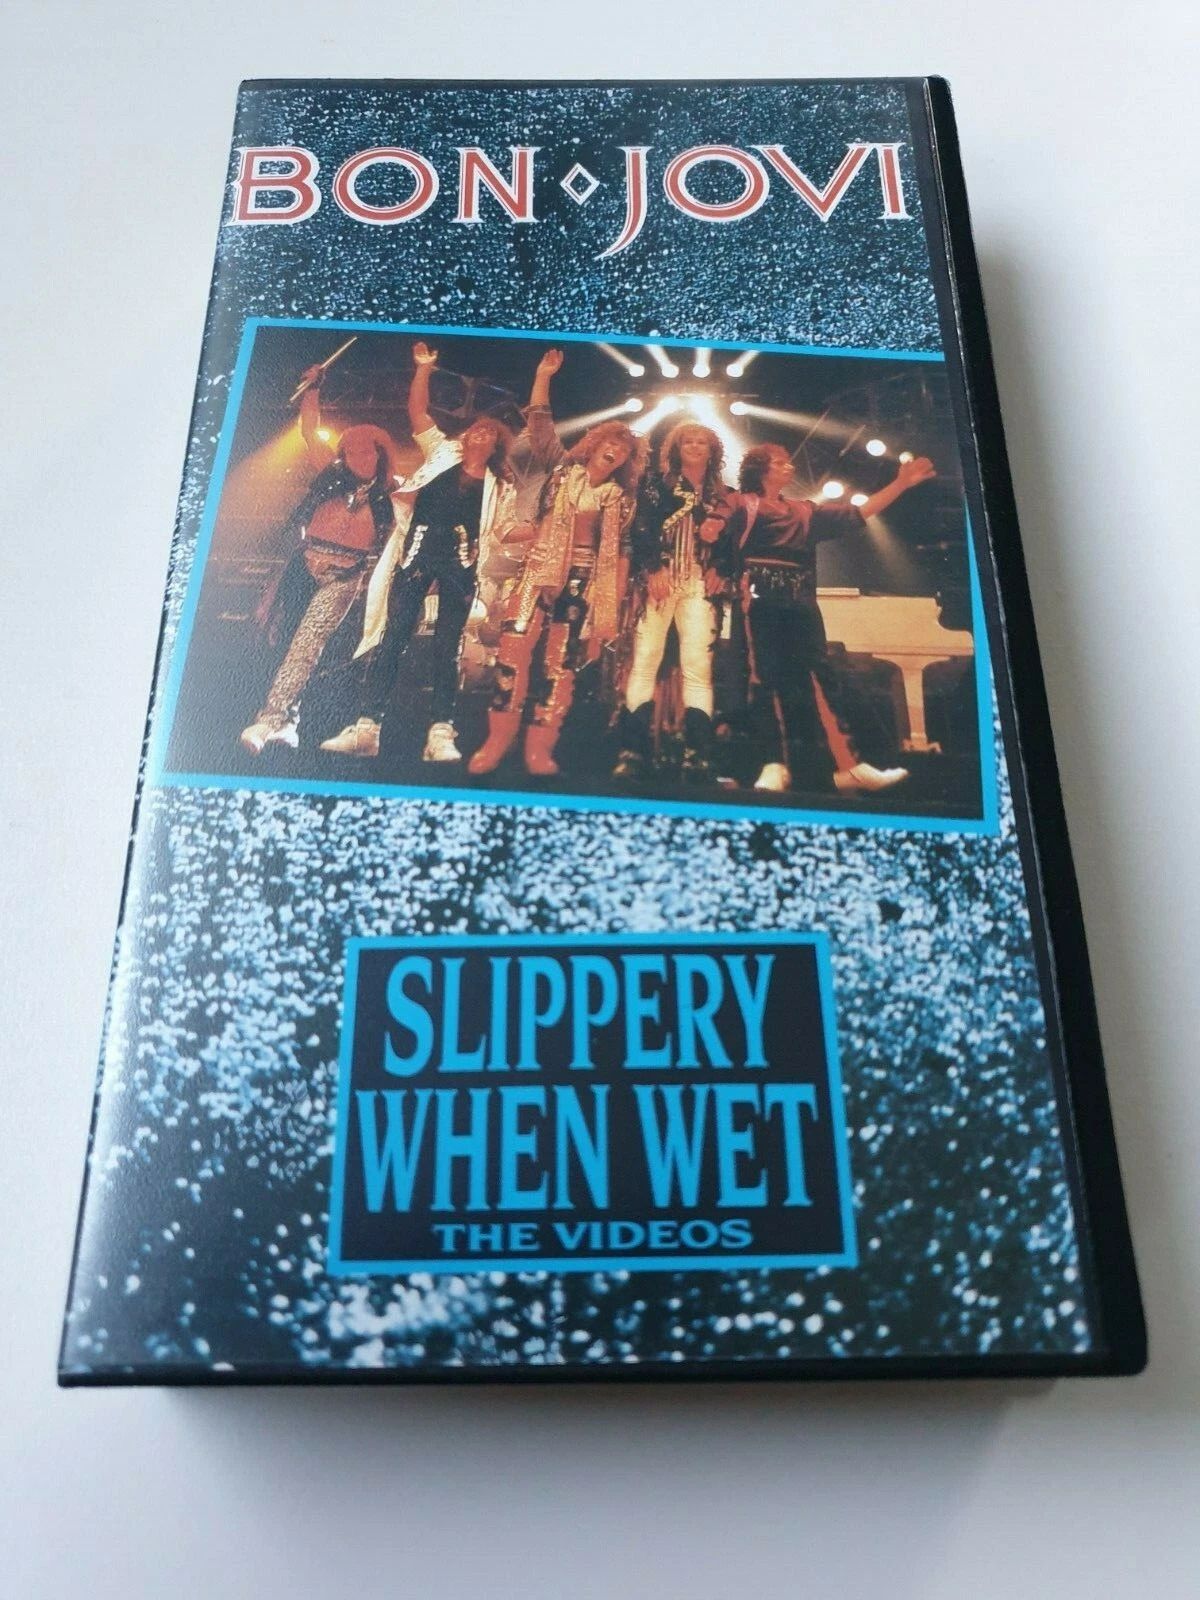 BON JOVI
SLIPPERY
WHEN WET
THE VIDEOS